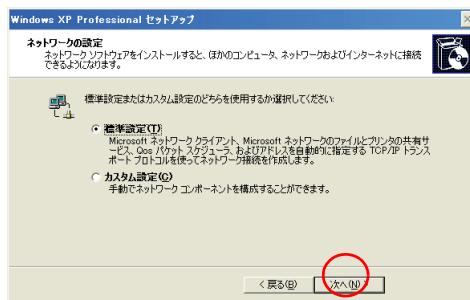 Windows XP Professional セットアップ
ネットワークの設定
ネットワーク ソフトウェアをインストールすると、ほかのコンピュータ、ネットワークおよびインターネットに接続
できるようになります。
標準設定またはカスタム設定のどちらを使用するか選択してください:
標準設定(T)
Microsoft ネットワーク クライアント、Microsoft ネットワークのファイルとプリンタの共有サ
ービス、Qos パケット スケジューラ、およびアドレスを自動的に指定する TCP/IP トランス
ポート プロトコルを使ってネットワーク接続を作成します。
カスタム設定(C)
手動でネットワーク コンポーネントを構成することができます。
< 戻る(B) 次へ(N) >